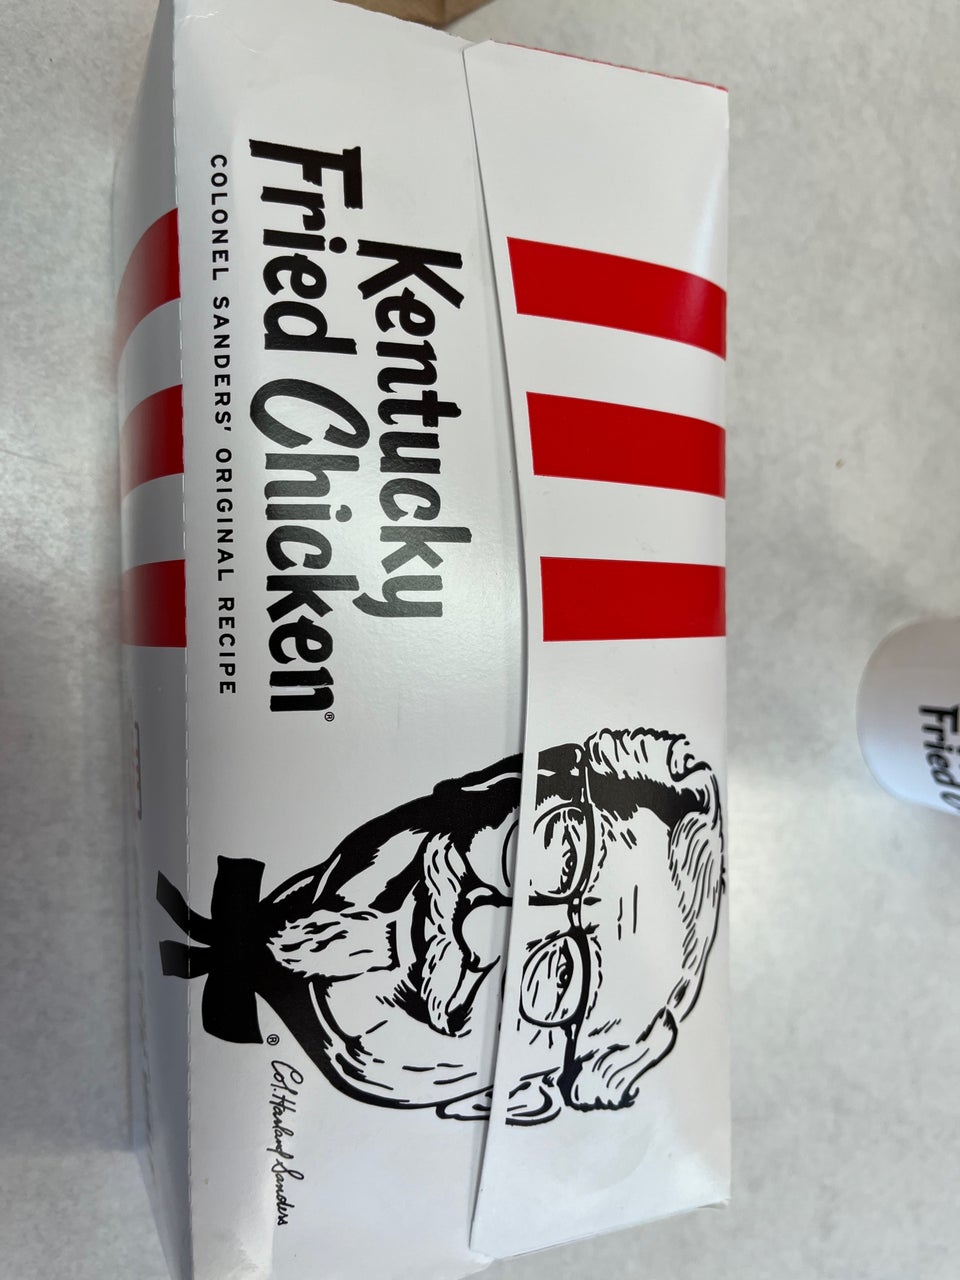 Kentucky
Fried Chicken®
COLONEL SANDERS' ORIGINAL RECIPE
® Col. Harland Sanders
Fried